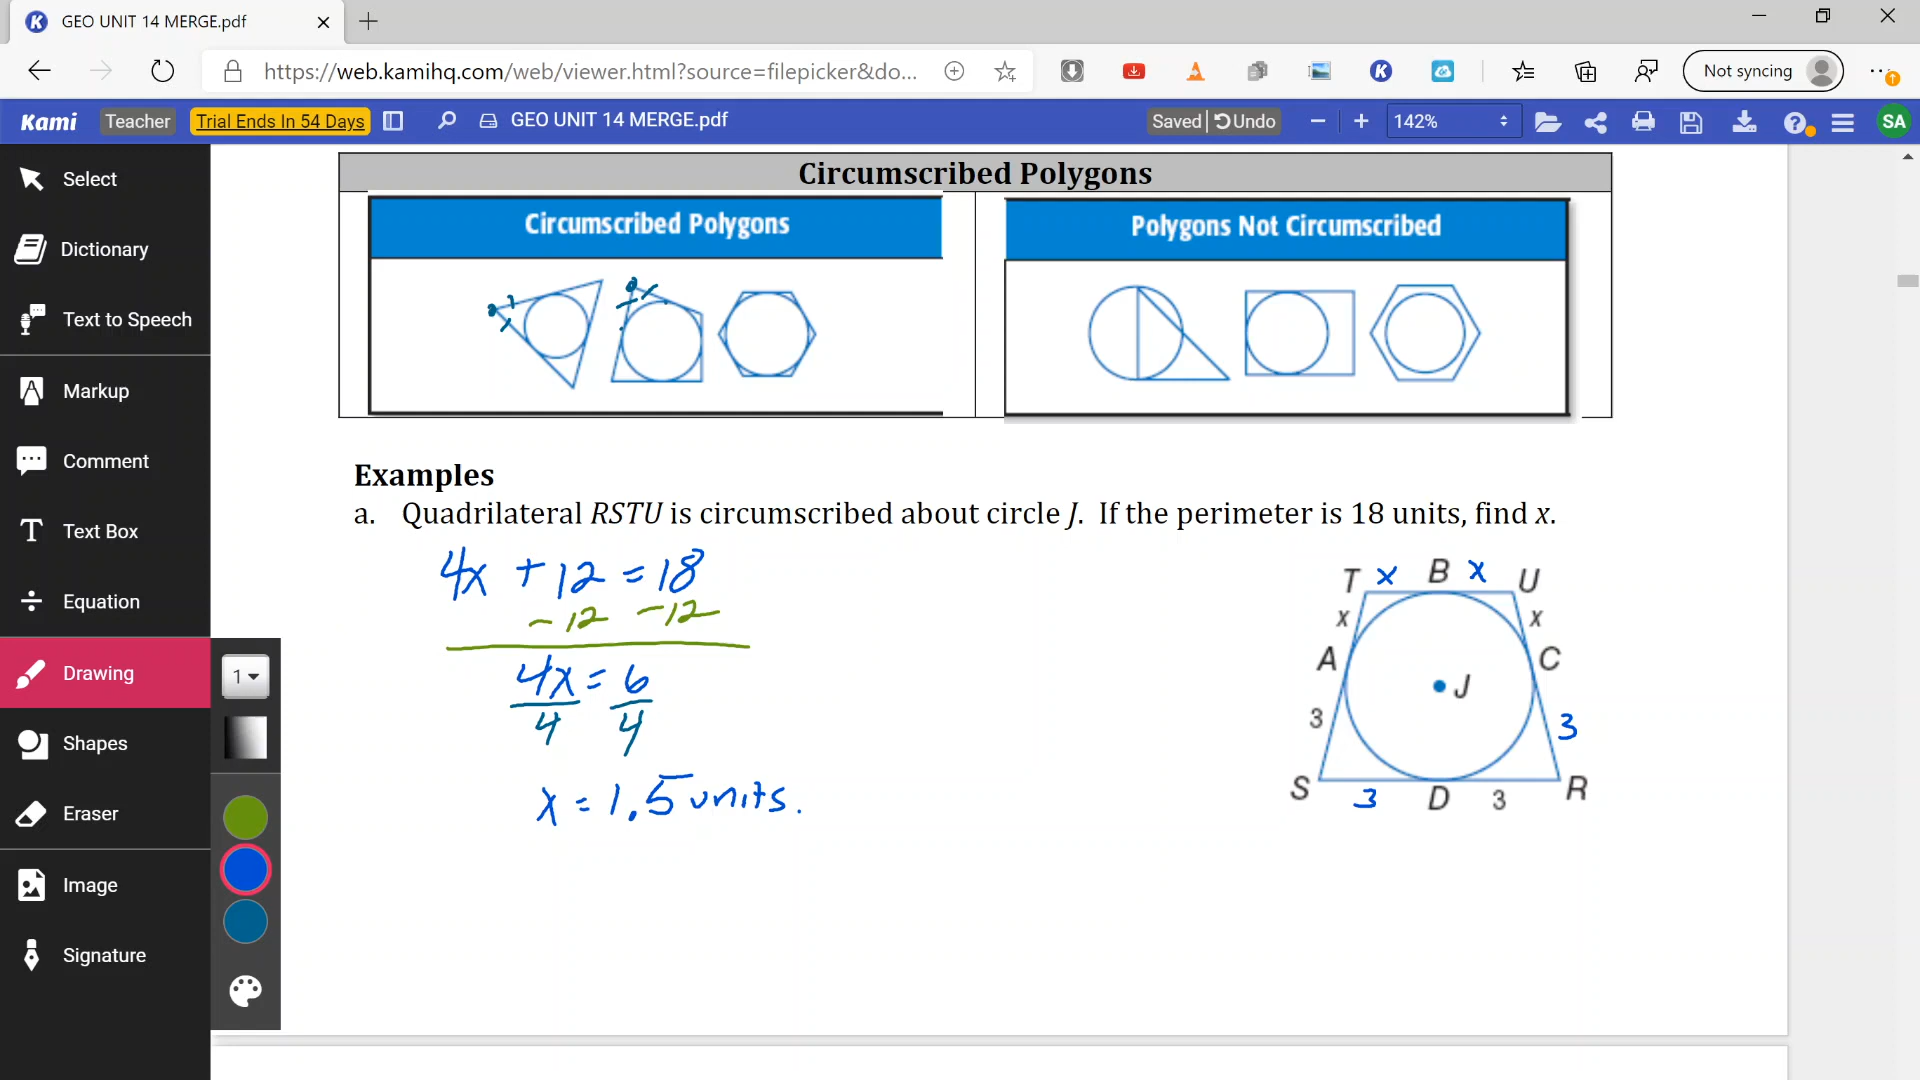 GEO UNIT 14 MERGE.pdf
https://web.kamihq.com/web/viewer.html?source=filepicker&do...
Not syncing
Kami Teacher Trial Ends In 54 Days GEO UNIT 14 MERGE.pdf Saved Undo 142% SA
Select
Dictionary
Text to Speech
Markup
Comment
Text Box
Equation
Drawing
Shapes
Eraser
Image
Signature
1
Circumscribed Polygons
Circumscribed Polygons
Polygons Not Circumscribed
Examples
a. Quadrilateral RSTU is circumscribed about circle J. If the perimeter is 18 units, find x.
4x + 12 = 18
- 12 - 12
4x = 6
4 4
x = 1.5 units.
T x B x U
x x
A C
J
3 3
S 3 D 3 R